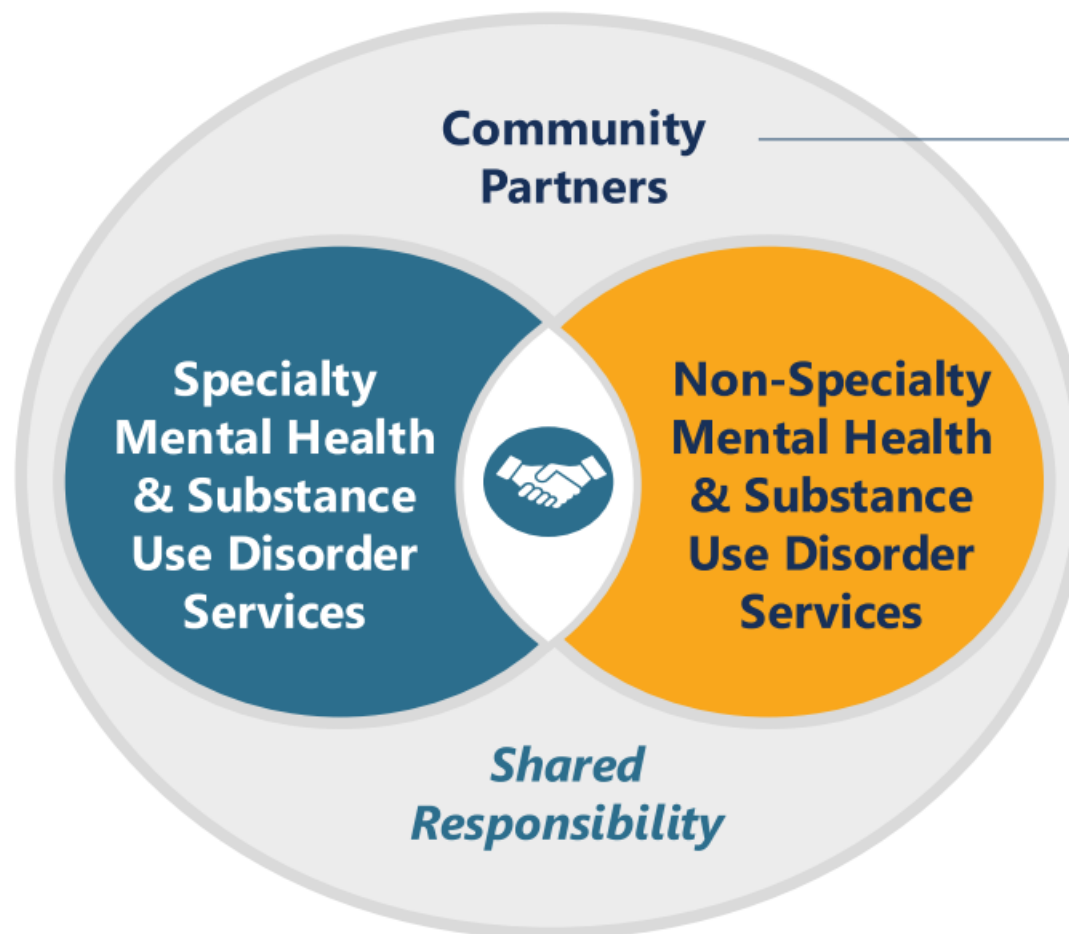 Community
Partners
Specialty
Mental Health
& Substance
Use Disorder
Services
Non-Specialty
Mental Health
& Substance
Use Disorder
Services
Shared
Responsibility